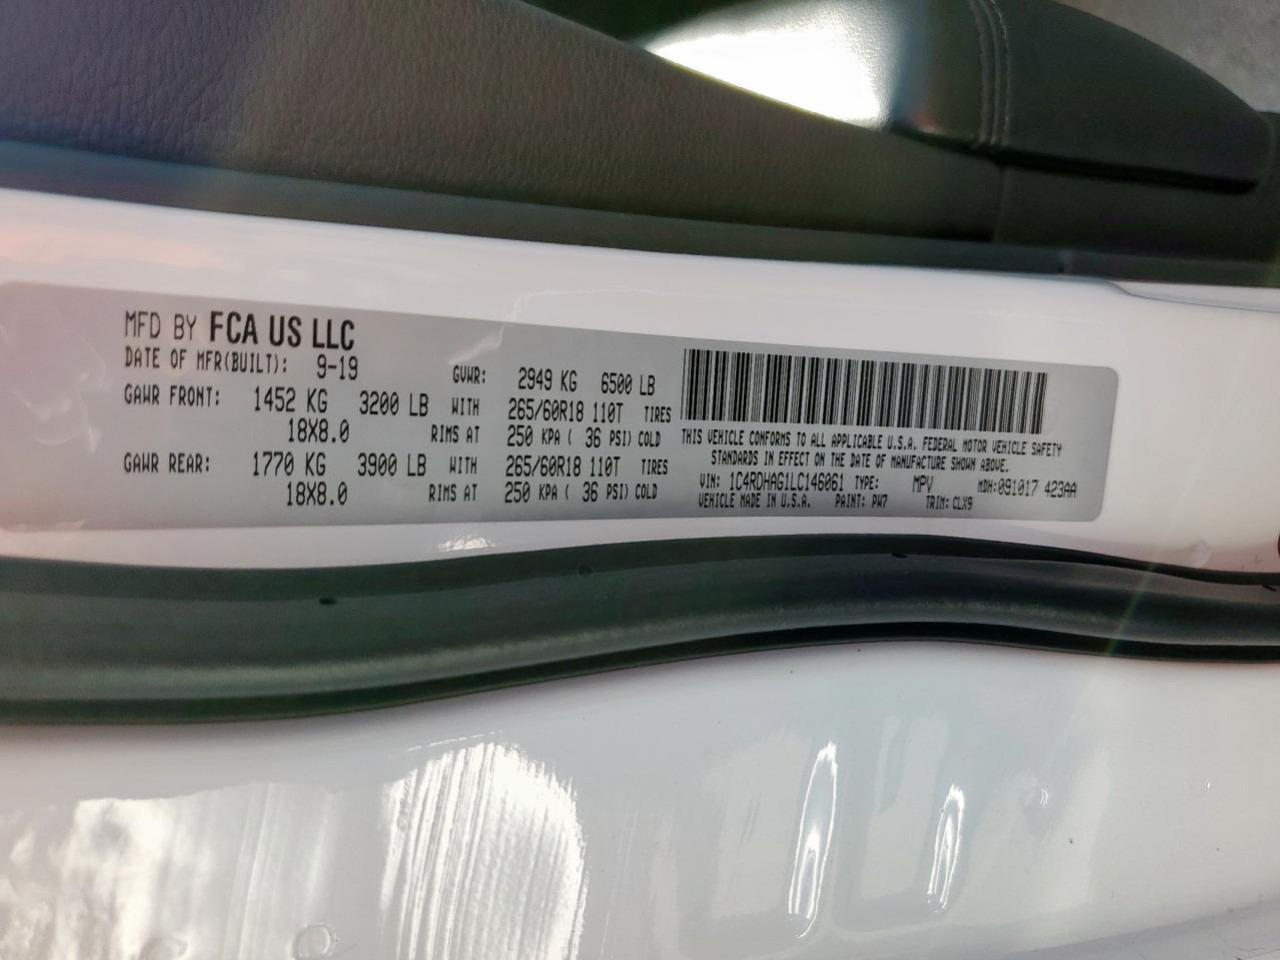 MFD BY FCA US LLC
DATE OF MFR(BUILT): 9-19 GVWR: 2949 KG 6500 LB
GAWR FRONT: 1452 KG 3200 LB WITH 265/60R18 110T TIRES
18X8.0 RIMS AT 250 KPA ( 36 PSI) COLD
GAWR REAR: 1770 KG 3900 LB WITH 265/60R18 110T TIRES
18X8.0 RIMS AT 250 KPA ( 36 PSI) COLD
THIS VEHICLE CONFORMS TO ALL APPLICABLE U.S.A. FEDERAL MOTOR VEHICLE SAFETY
STANDARDS IN EFFECT ON THE DATE OF MANUFACTURE SHOWN ABOVE.
VIN: 1C4RDHAG1LC146061 TYPE: MPV MDH:091017 423AA
VEHICLE MADE IN U.S.A. PAINT: PW7 TRIM: CLX9